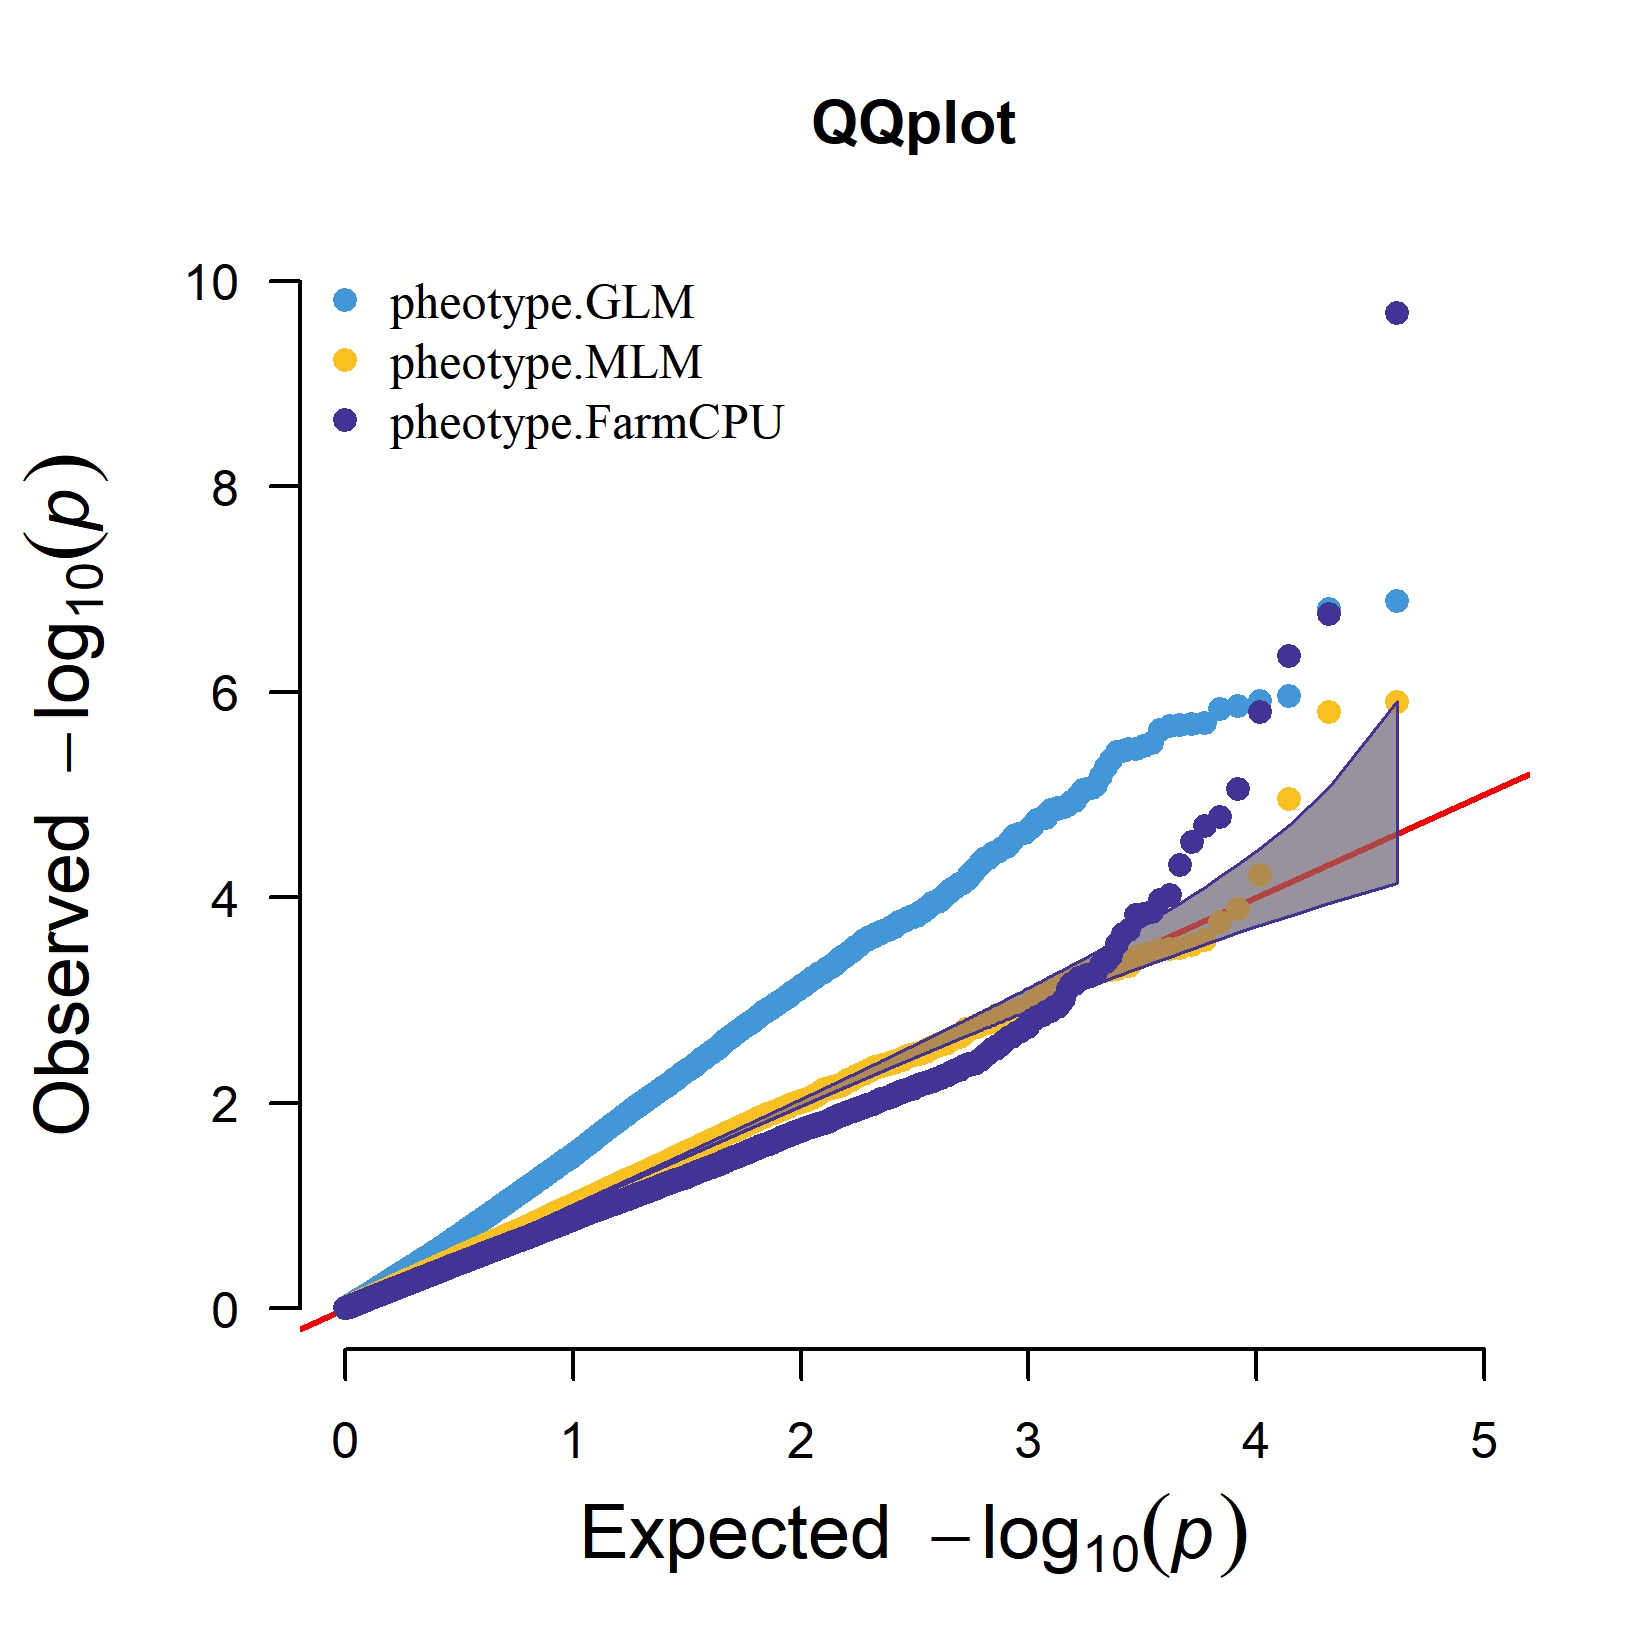 QQplot
pheotype.GLM
pheotype.MLM
pheotype.FarmCPU
10
8
6
4
2
0
Observed −log10(p)
0 1 2 3 4 5
Expected −log10(p)